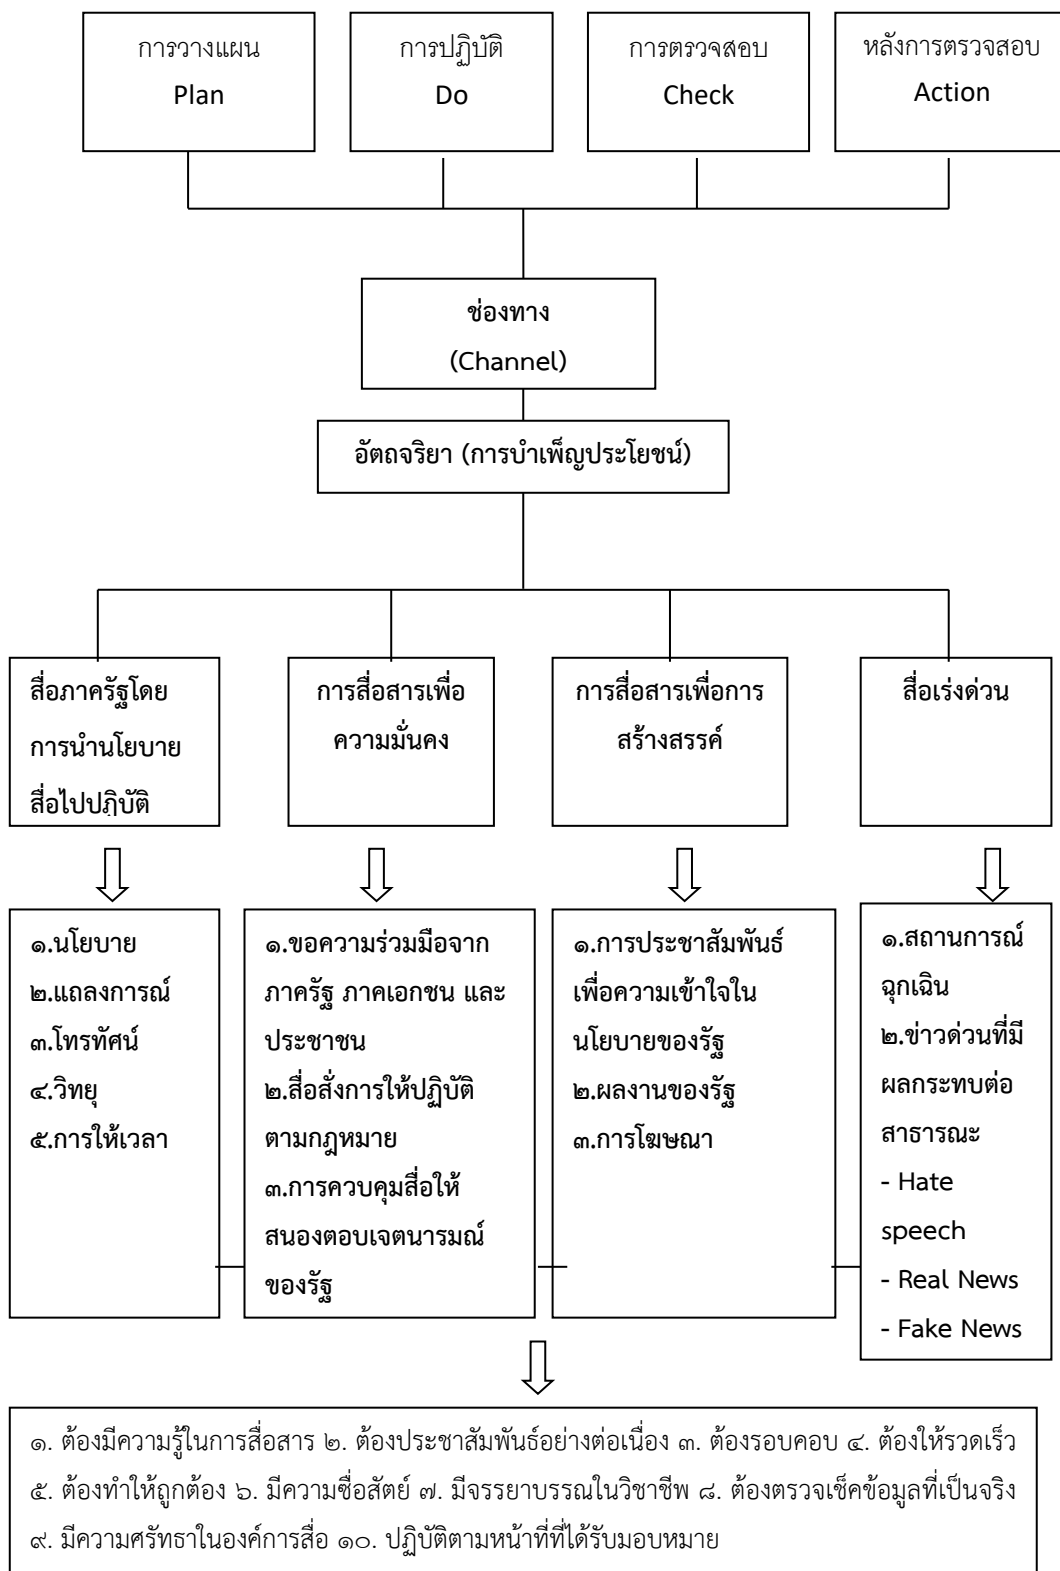 การวางแผน
Plan
การปฏิบัติ
Do
การตรวจสอบ
Check
หลังการตรวจสอบ
Action
ช่องทาง
(Channel)
อัตถจริยา (การบำเพ็ญประโยชน์)
สื่อภาครัฐโดย
การนำนโยบาย
สื่อไปปฏิบัติ
การสื่อสารเพื่อ
ความมั่นคง
การสื่อสารเพื่อการ
สร้างสรรค์
สื่อเร่งด่วน
๑.นโยบาย
๒.แถลงการณ์
๓.โทรทัศน์
๔.วิทยุ
๕.การให้เวลา
๑.ขอความร่วมมือจาก
ภาครัฐ ภาคเอกชน และ
ประชาชน
๒.สื่อสั่งการให้ปฏิบัติ
ตามกฎหมาย
๓.การควบคุมสื่อให้
สนองตอบเจตนารมณ์
ของรัฐ
๑.การประชาสัมพันธ์
เพื่อความเข้าใจใน
นโยบายของรัฐ
๒.ผลงานของรัฐ
๓.การโฆษณา
๑.สถานการณ์
ฉุกเฉิน
๒.ข่าวด่วนที่มี
ผลกระทบต่อ
สาธารณะ
- Hate
speech
- Real News
- Fake News
๑. ต้องมีความรู้ในการสื่อสาร ๒. ต้องประชาสัมพันธ์อย่างต่อเนื่อง ๓. ต้องรอบคอบ ๔. ต้องให้รวดเร็ว
๕. ต้องทำให้ถูกต้อง ๖. มีความซื่อสัตย์ ๗. มีจรรยาบรรณในวิชาชีพ ๘. ต้องตรวจเช็คข้อมูลที่เป็นจริง
๙. มีความศรัทธาในองค์การสื่อ ๑๐. ปฏิบัติตามหน้าที่ที่ได้รับมอบหมาย